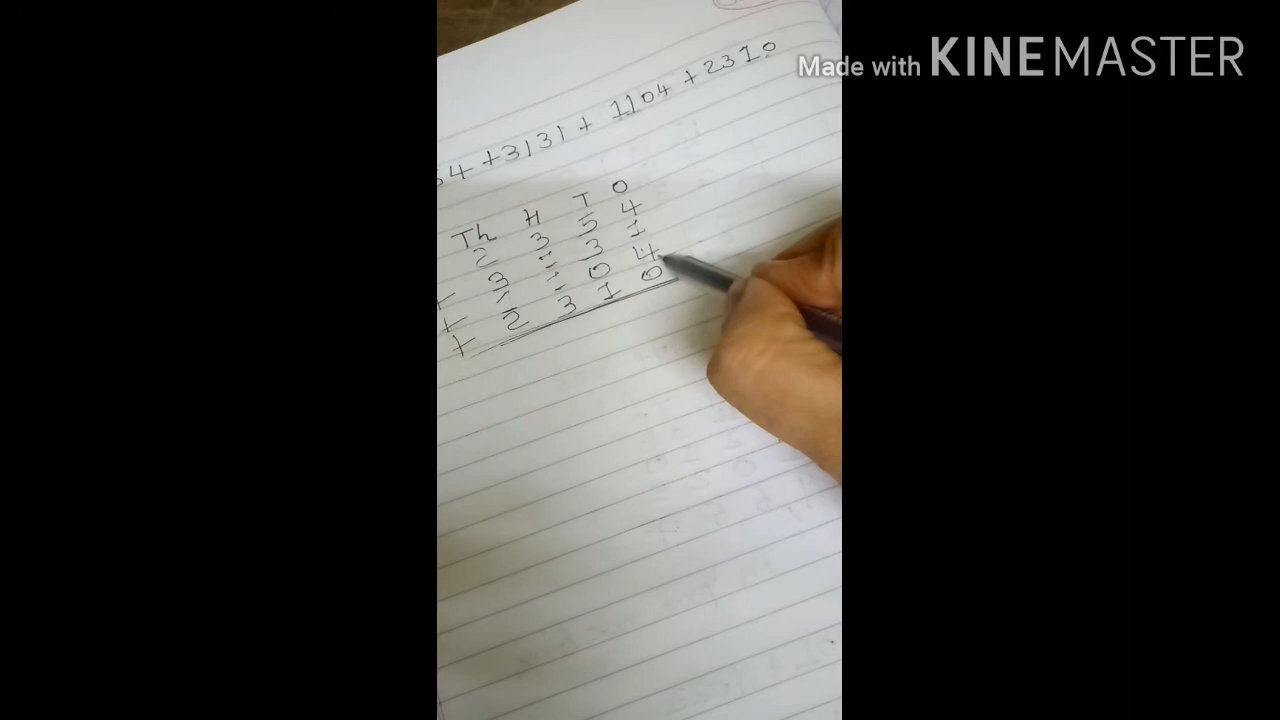 Made with KINEMASTER
54 +3131 + 1104 + 2310
Th H T O
2 3 5 4
+ 3 1 3 1
+ 1 1 0 4
+ 2 3 1 0